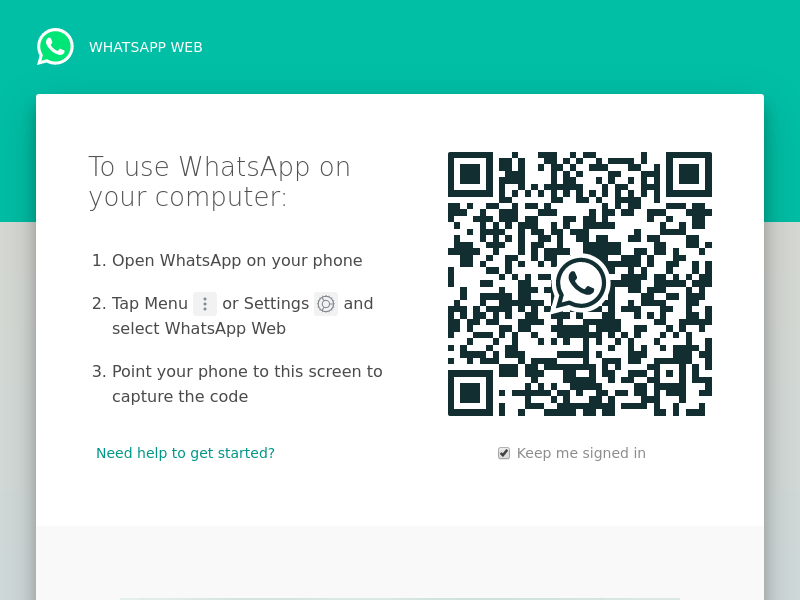 WHATSAPP WEB
To use WhatsApp on
your computer:
1. Open WhatsApp on your phone
2. Tap Menu or Settings and
select WhatsApp Web
3. Point your phone to this screen to
capture the code
Need help to get started?
Keep me signed in